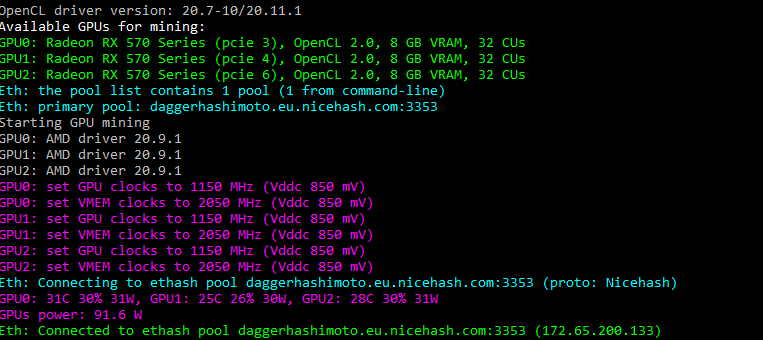 OpenCL driver version: 20.7-10/20.11.1
Available GPUs for mining:
GPU0: Radeon RX 570 Series (pcie 3), OpenCL 2.0, 8 GB VRAM, 32 CUs
GPU1: Radeon RX 570 Series (pcie 4), OpenCL 2.0, 8 GB VRAM, 32 CUs
GPU2: Radeon RX 570 Series (pcie 6), OpenCL 2.0, 8 GB VRAM, 32 CUs
Eth: the pool list contains 1 pool (1 from command-line)
Eth: primary pool: daggerhashimoto.eu.nicehash.com:3353
Starting GPU mining
GPU0: AMD driver 20.9.1
GPU1: AMD driver 20.9.1
GPU2: AMD driver 20.9.1
GPU0: set GPU clocks to 1150 MHz (Vddc 850 mV)
GPU0: set VMEM clocks to 2050 MHz (Vddc 850 mV)
GPU1: set GPU clocks to 1150 MHz (Vddc 850 mV)
GPU1: set VMEM clocks to 2050 MHz (Vddc 850 mV)
GPU2: set GPU clocks to 1150 MHz (Vddc 850 mV)
GPU2: set VMEM clocks to 2050 MHz (Vddc 850 mV)
Eth: Connecting to ethash pool daggerhashimoto.eu.nicehash.com:3353 (proto: Nicehash)
GPU0: 31C 30% 31W, GPU1: 25C 26% 30W, GPU2: 28C 30% 31W
GPUs power: 91.6 W
Eth: Connected to ethash pool daggerhashimoto.eu.nicehash.com:3353 (172.65.200.133)